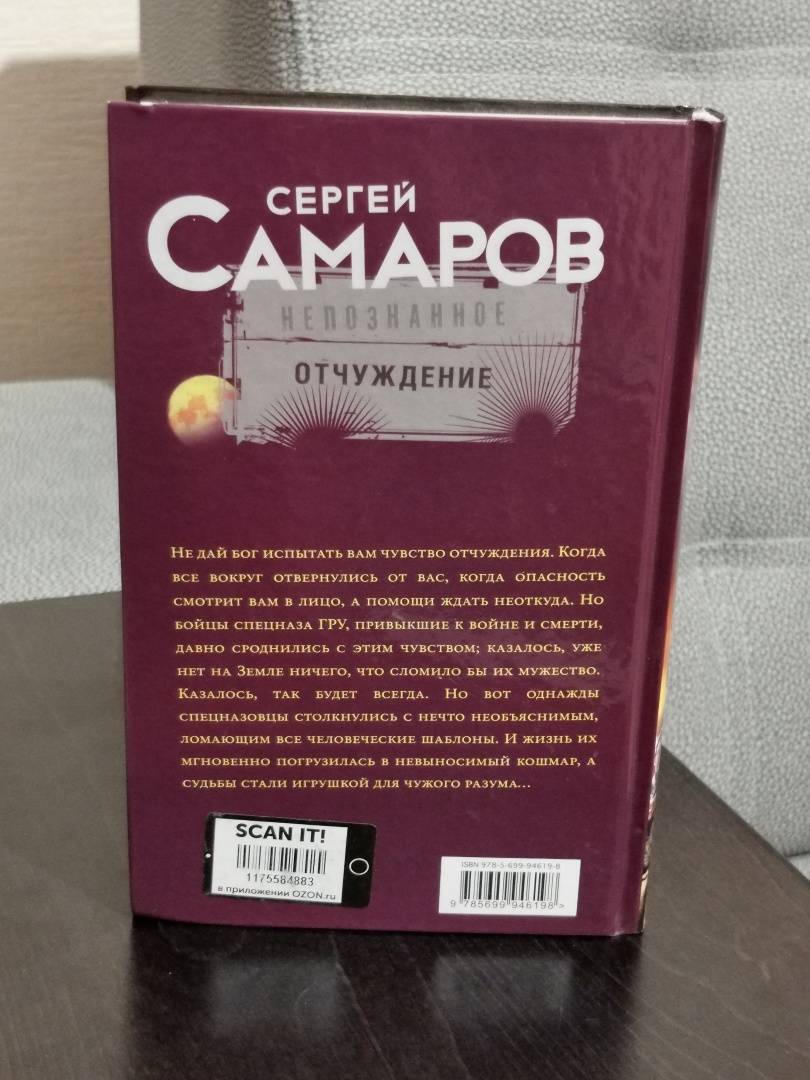 СЕРГЕЙ
САМАРОВ
НЕПОЗНАННОЕ
ОТЧУЖДЕНИЕ
Не дай бог испытать вам чувство отчуждения. Когда
все вокруг отвернулись от вас, когда опасность
смотрит вам в лицо, а помощи ждать неоткуда. Но
бойцы спецназа ГРУ, привыкшие к войне и смерти,
давно сроднились с этим чувством; казалось, уже
нет на Земле ничего, что сломило бы их мужество.
Казалось, так будет всегда. Но вот однажды
спецназовцы столкнулись с нечто необъяснимым,
ломающим все человеческие шаблоны. И жизнь их
мгновенно погрузилась в невыносимый кошмар, а
судьбы стали игрушкой для чужого разума...
SCAN IT!
1175584883
в приложении OZON.ru
ISBN 978-5-699-94619-8
9 785699 946198 >